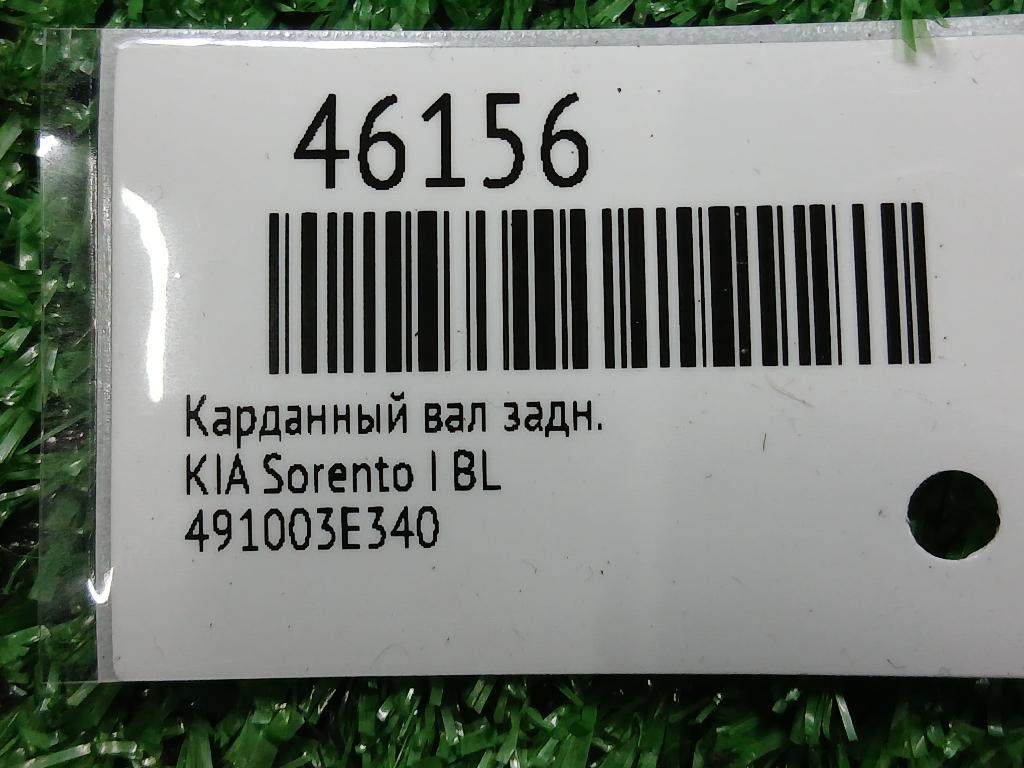 46156
Карданный вал задн.
KIA Sorento I BL
491003E340